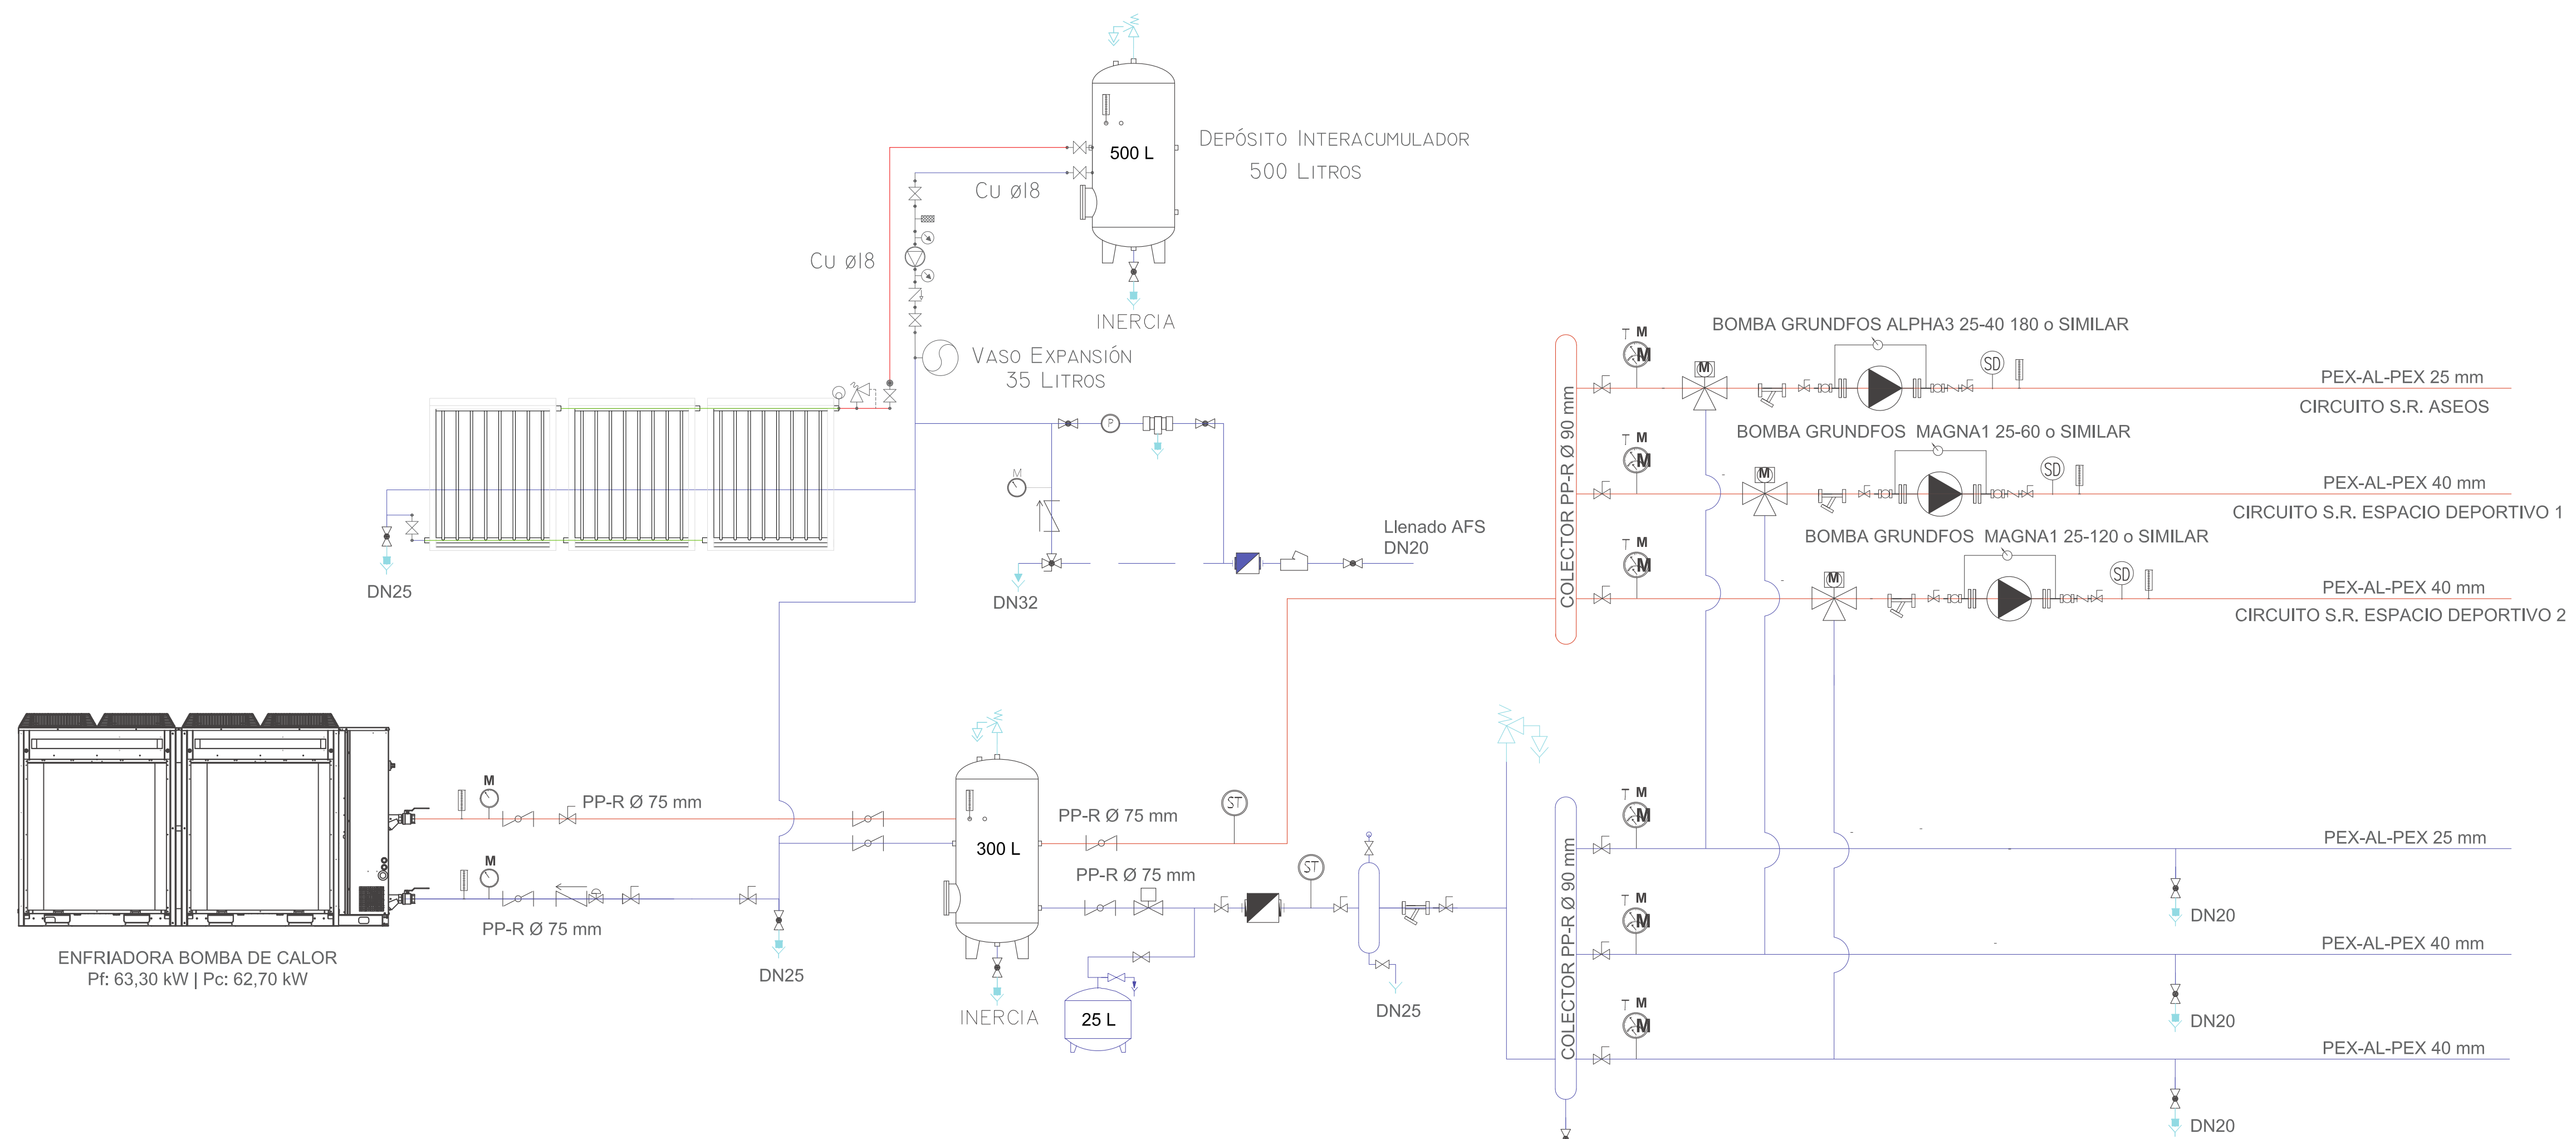 500 L
DEPÓSITO INTERACUMULADOR
500 LITROS
Cu ø18
Cu ø18
INERCIA
VASO EXPANSIÓN
35 LITROS
P
M
Llenado AFS
DN20
DN32
DN25
COLECTOR PP-R Ø 90 mm
T M
M
M
BOMBA GRUNDFOS ALPHA3 25-40 180 o SIMILAR
SD
PEX-AL-PEX 25 mm
CIRCUITO S.R. ASEOS
T M
M
M
BOMBA GRUNDFOS MAGNA1 25-60 o SIMILAR
SD
PEX-AL-PEX 40 mm
CIRCUITO S.R. ESPACIO DEPORTIVO 1
T M
M
M
BOMBA GRUNDFOS MAGNA1 25-120 o SIMILAR
SD
PEX-AL-PEX 40 mm
CIRCUITO S.R. ESPACIO DEPORTIVO 2
M
PP-R Ø 75 mm
M
PP-R Ø 75 mm
ENFRIADORA BOMBA DE CALOR
Pf: 63,30 kW | Pc: 62,70 kW
DN25
300 L
INERCIA
PP-R Ø 75 mm
ST
PP-R Ø 75 mm
ST
25 L
DN25
COLECTOR PP-R Ø 90 mm
T M
M
PEX-AL-PEX 25 mm
DN20
T M
M
PEX-AL-PEX 40 mm
DN20
T M
M
PEX-AL-PEX 40 mm
DN20